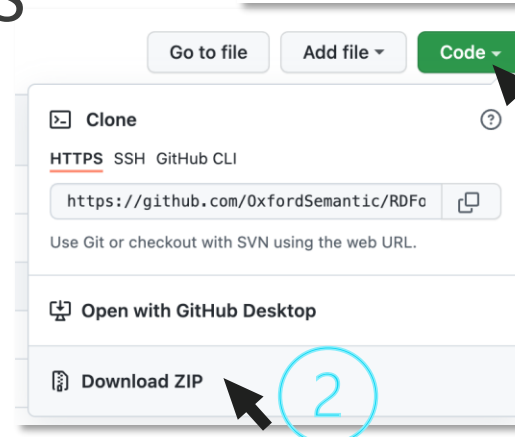 S
Go to file Add file Code
Clone
HTTPS SSH GitHub CLI
https://github.com/OxfordSemantic/RDFo
Use Git or checkout with SVN using the web URL.
Open with GitHub Desktop
Download ZIP
2